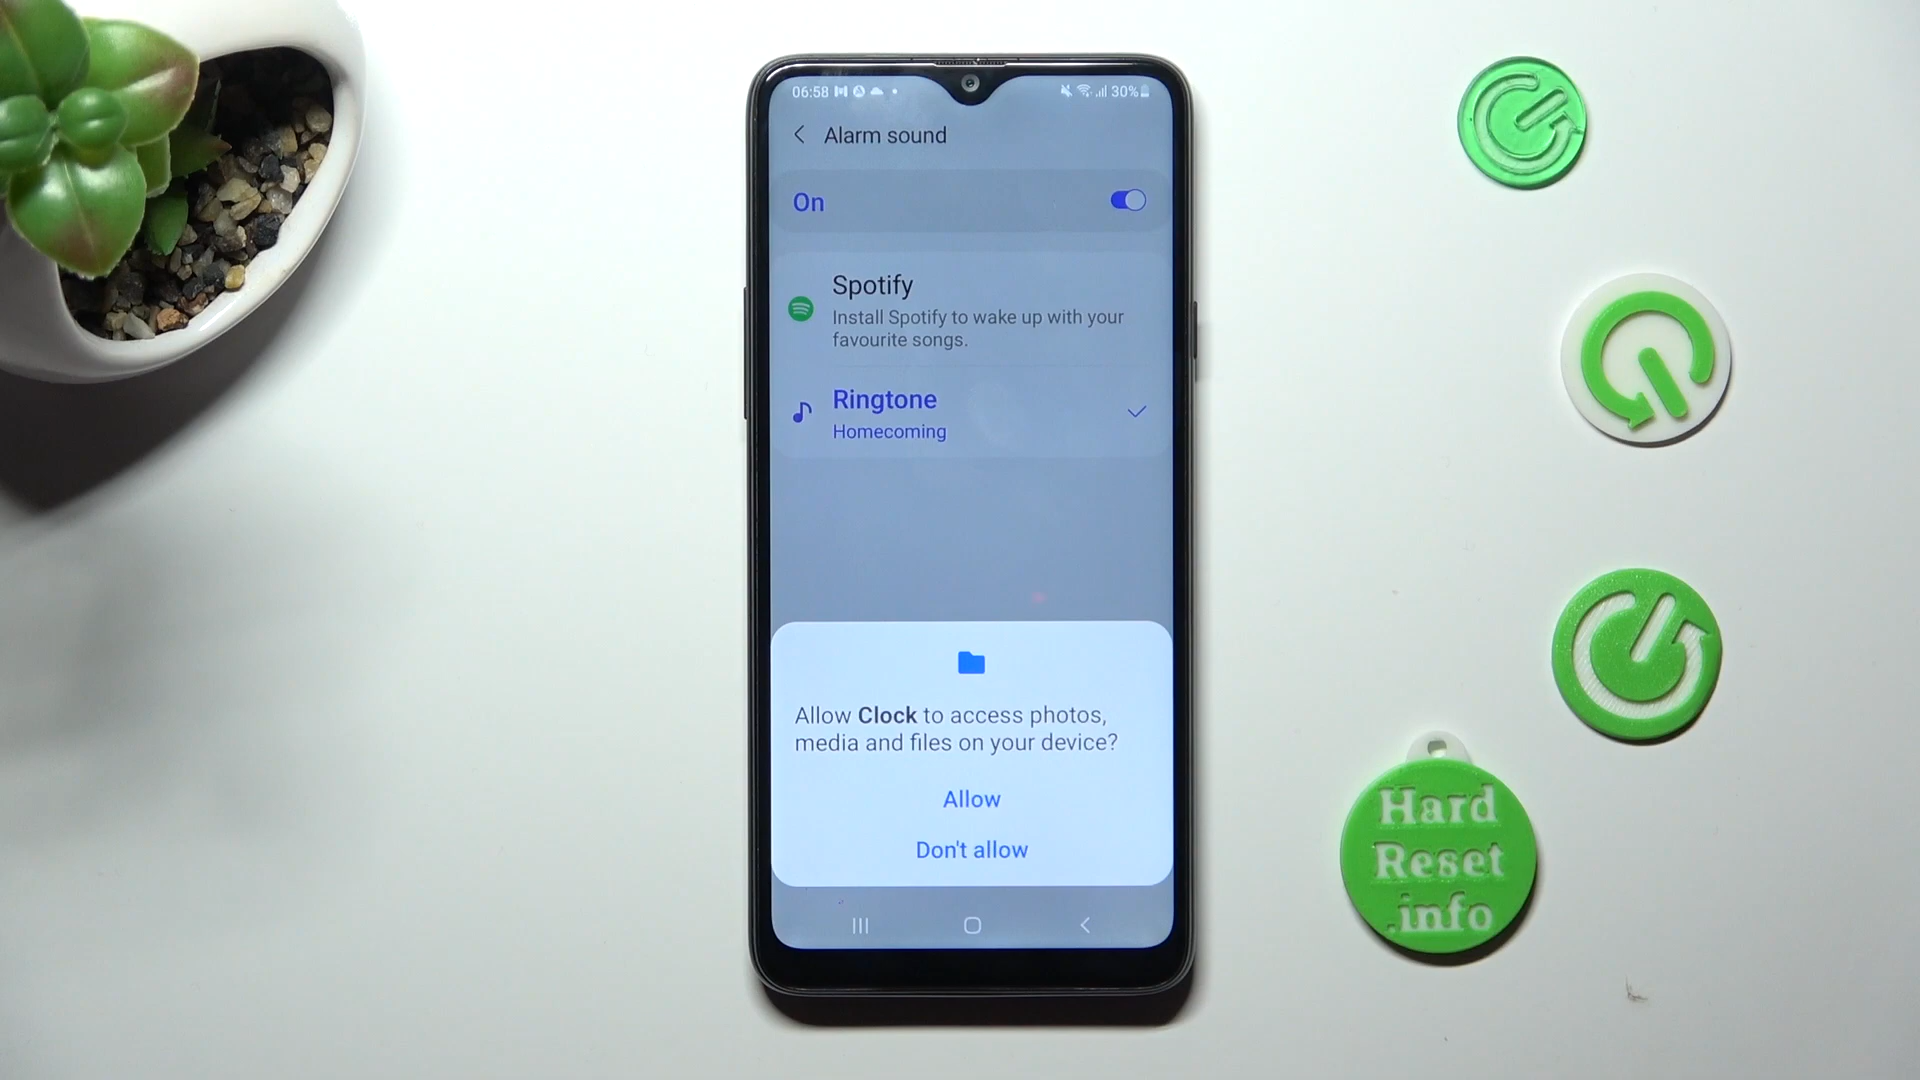 06:58
30%
Alarm sound
On
Spotify
Install Spotify to wake up with your
favourite songs.
Ringtone
Homecoming
Allow Clock to access photos,
media and files on your device?
Allow
Don't allow
Hard
Reset
.info